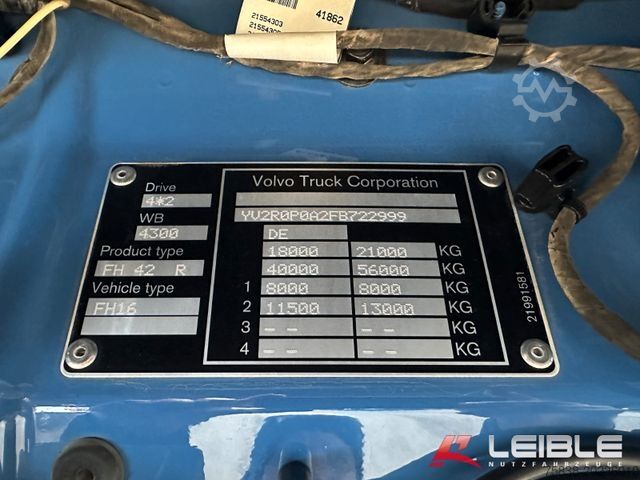 21554303
41862
Volvo Truck Corporation
Drive
4*2
YV2R0P0A2FB722999
WB
4300
DE
Product type
18000 21000 KG
FH 42 R
40000 56000 KG
Vehicle type
1 8000 8000 KG
FH16
2 11500 13000 KG
3 -- -- KG
4 -- -- KG
21991581
LEIBLE
NUTZFAHRZEUGE